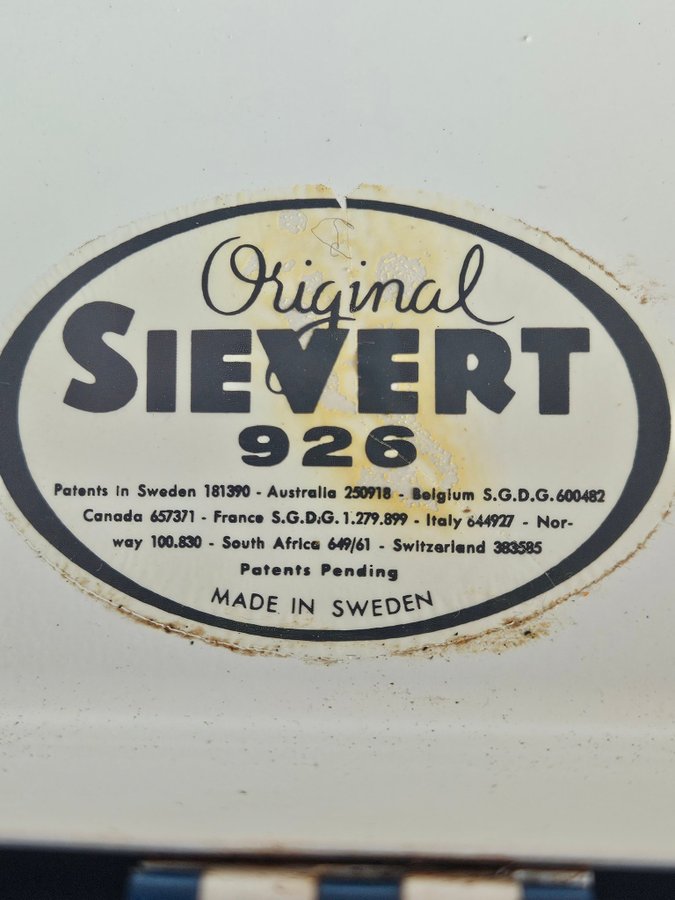 Original
SIEVERT
926
Patents in Sweden 181390 - Australia 250918 - Belgium S.G.D.G. 600482
Canada 657371 - France S.G.D.G. 1.279.899 - Italy 644927 - Nor-
way 100.830 - South Africa 649/61 - Switzerland 383585
Patents Pending
MADE IN SWEDEN